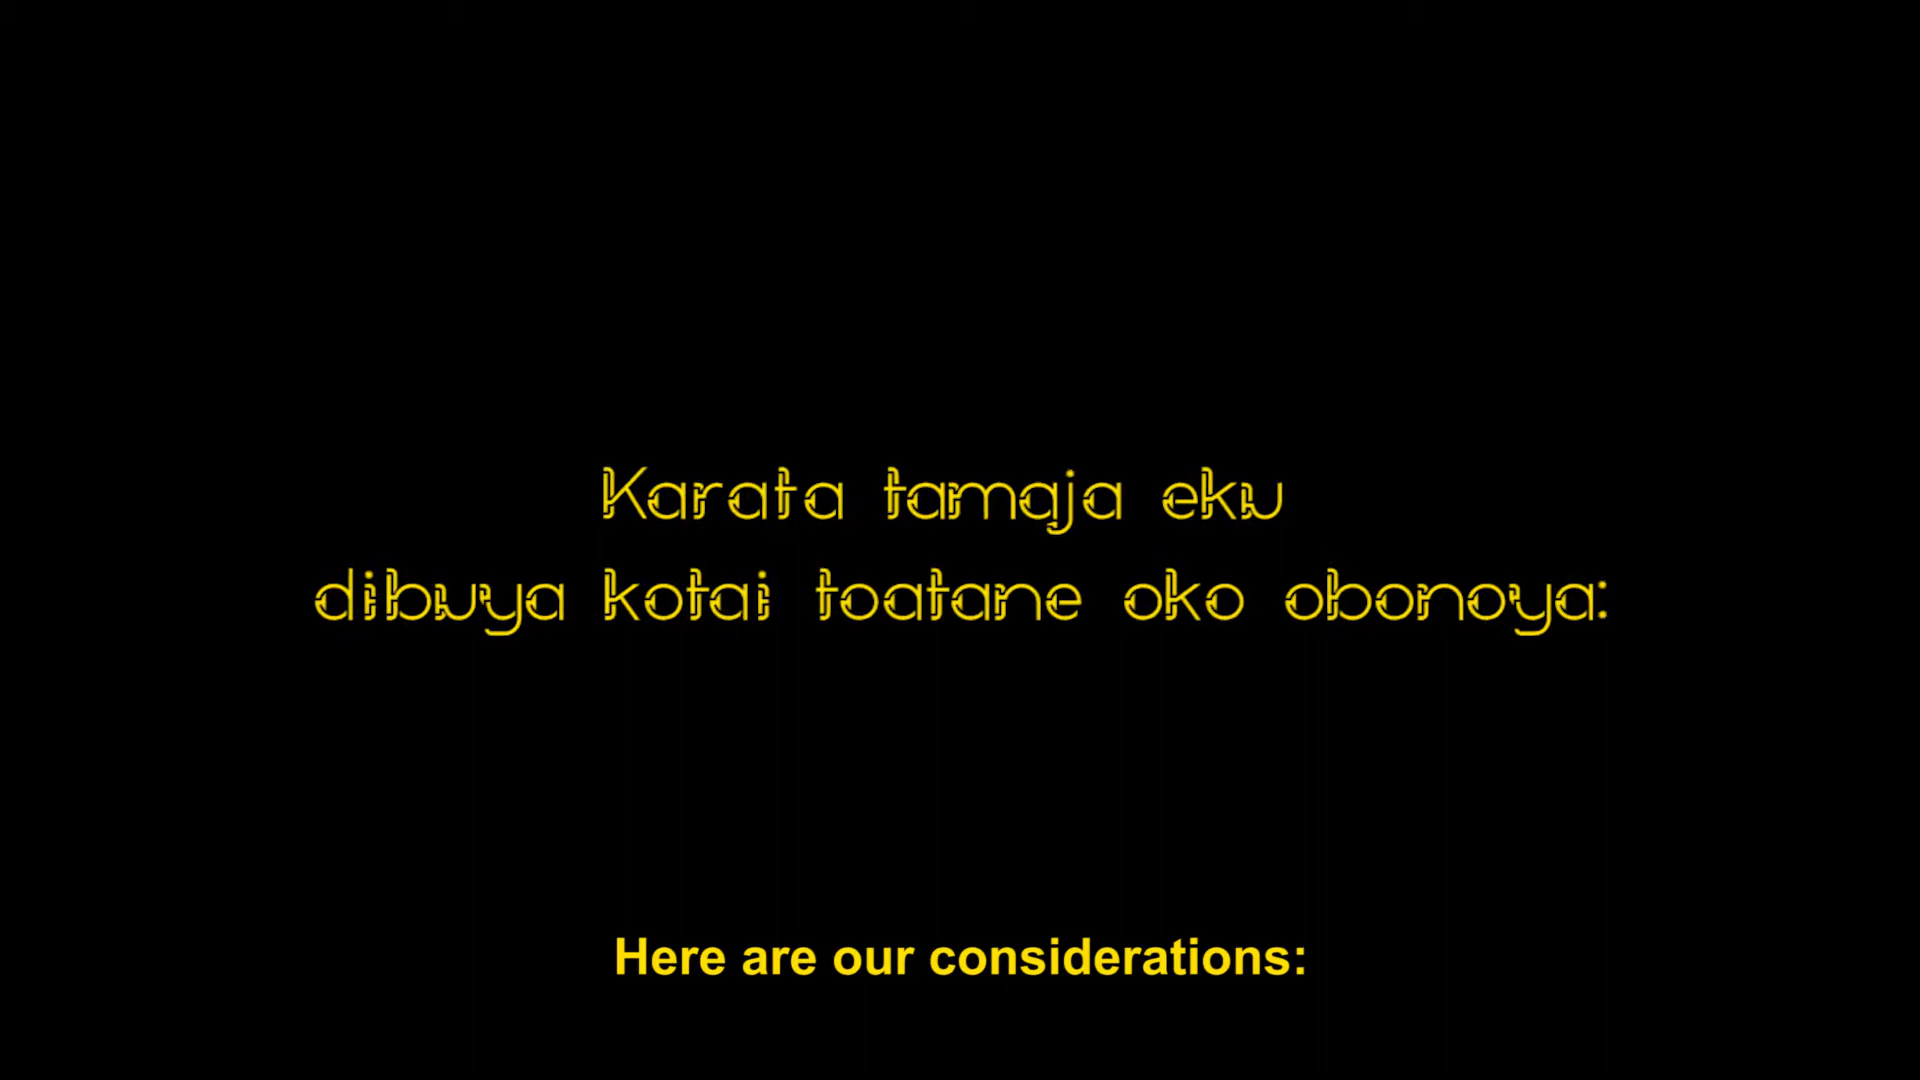 Karata tamaja eku
dibuya kotai toatane oko obonoya:
Here are our considerations: